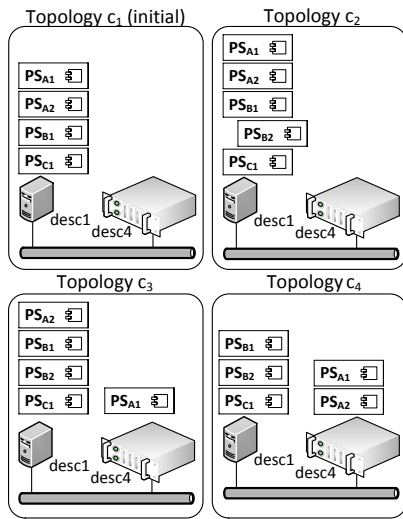 Topology c1 (initial)
PSA1
PSA2
PSB1
PSC1
desc1
desc4
Topology c2
PSA1
PSA2
PSB1
PSB2
PSC1
desc1
desc4
Topology c3
PSA2
PSB1
PSB2
PSC1
PSA1
desc1
desc4
Topology c4
PSB1
PSB2
PSC1
PSA1
PSA2
desc1
desc4